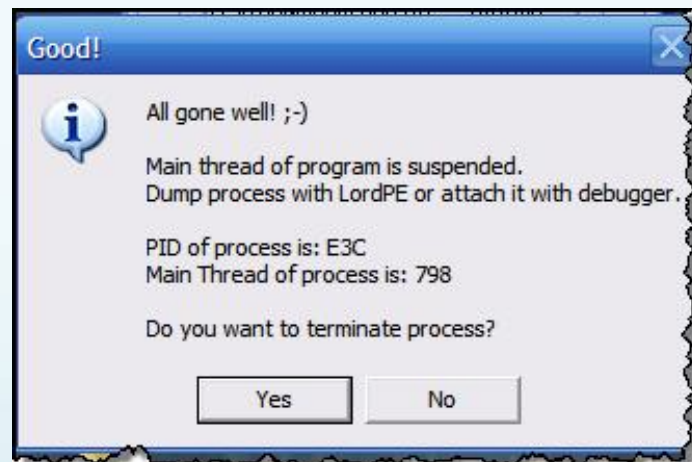 Good!
All gone well! ;-)
Main thread of program is suspended.
Dump process with LordPE or attach it with debugger.
PID of process is: E3C
Main Thread of process is: 798
Do you want to terminate process?
Yes
No